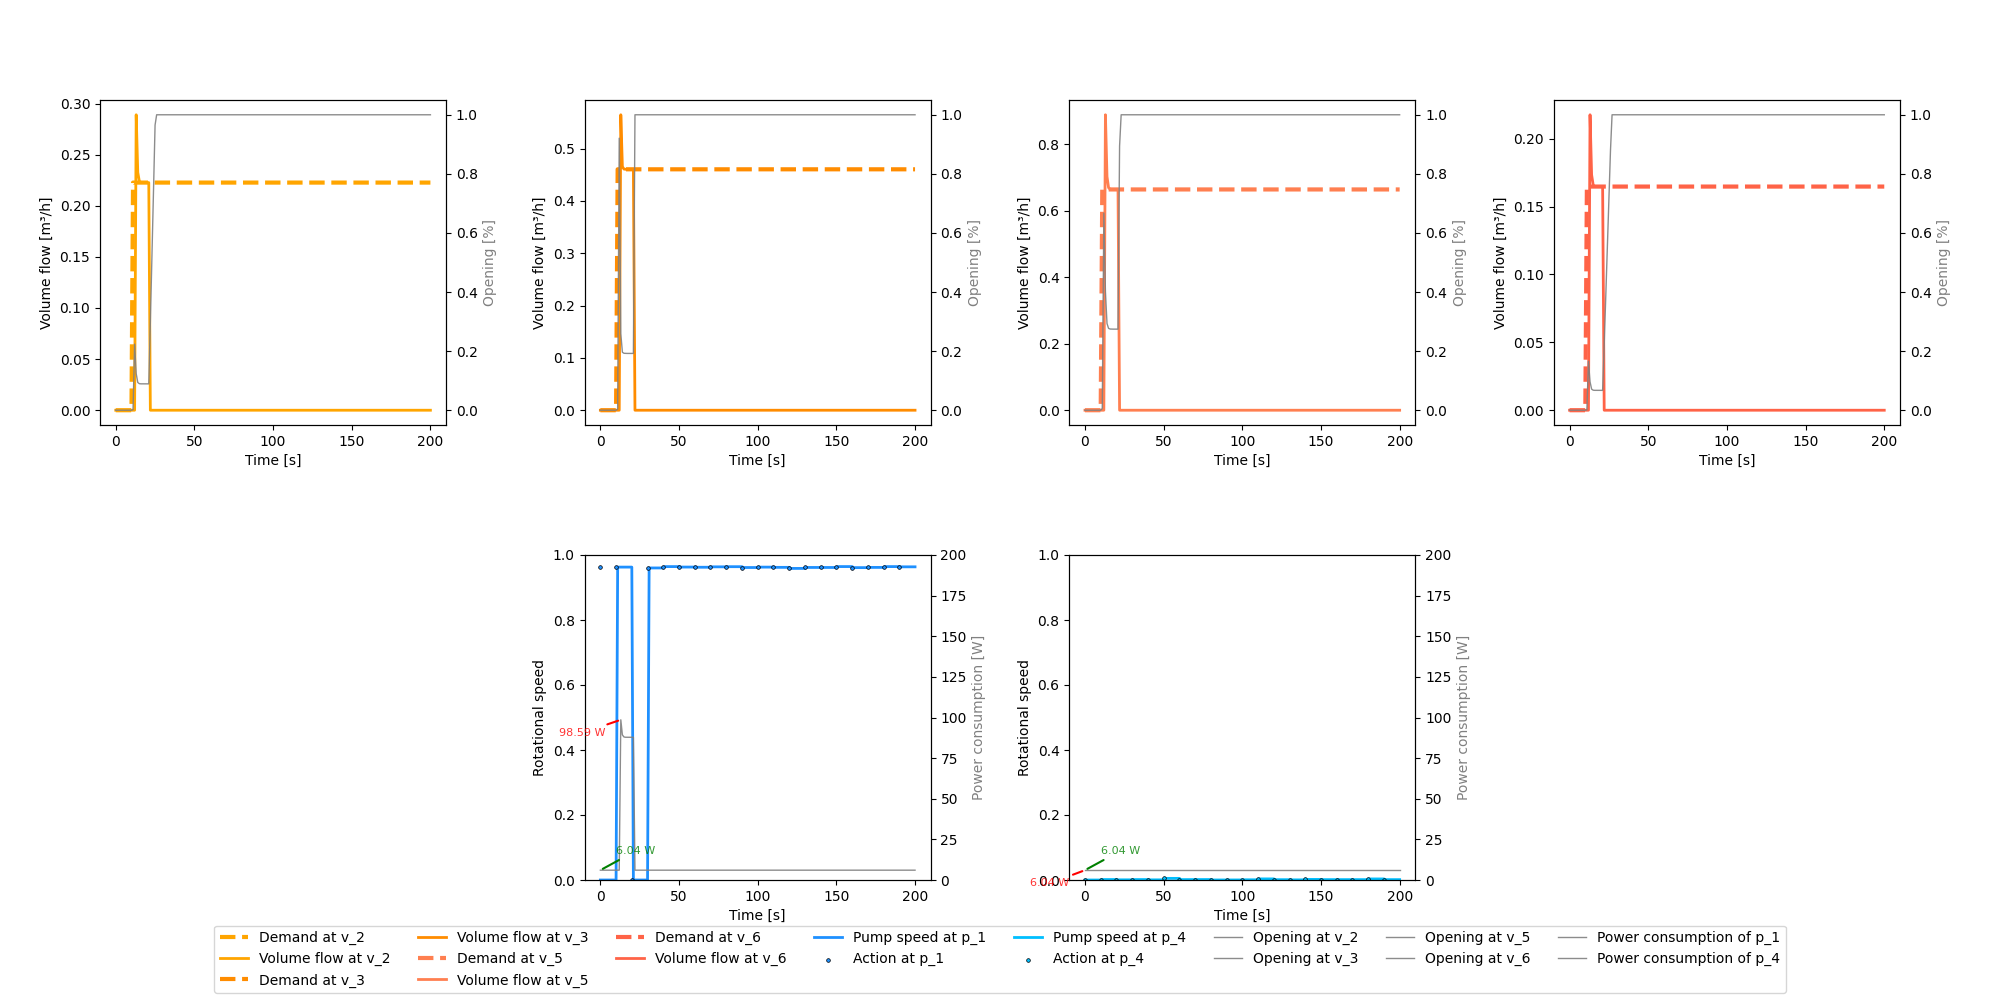 0.30
0.25
0.20
0.15
0.10
0.05
0.00
Volume flow [m³/h]
0 50 100 150 200
Time [s]
1.0
0.8
0.6
0.4
0.2
0.0
Opening [%]
0.5
0.4
0.3
0.2
0.1
0.0
Volume flow [m³/h]
0 50 100 150 200
Time [s]
1.0
0.8
0.6
0.4
0.2
0.0
Opening [%]
0.8
0.6
0.4
0.2
0.0
Volume flow [m³/h]
0 50 100 150 200
Time [s]
1.0
0.8
0.6
0.4
0.2
0.0
Opening [%]
0.20
0.15
0.10
0.05
0.00
Volume flow [m³/h]
0 50 100 150 200
Time [s]
1.0
0.8
0.6
0.4
0.2
0.0
Opening [%]
1.0
0.8
0.6
0.4
0.2
0.0
Rotational speed
98.59 W
6.04 W
0 50 100 150 200
Time [s]
200
175
150
125
100
75
50
25
0
Power consumption [W]
1.0
0.8
0.6
0.4
0.2
0.0
Rotational speed
6.04 W
6.04 W
0 50 100 150 200
Time [s]
200
175
150
125
100
75
50
25
0
Power consumption [W]
Demand at v_2
Volume flow at v_2
Demand at v_3
Volume flow at v_3
Demand at v_5
Volume flow at v_5
Demand at v_6
Volume flow at v_6
Pump speed at p_1
Action at p_1
Pump speed at p_4
Action at p_4
Opening at v_2
Opening at v_3
Opening at v_5
Opening at v_6
Power consumption of p_1
Power consumption of p_4